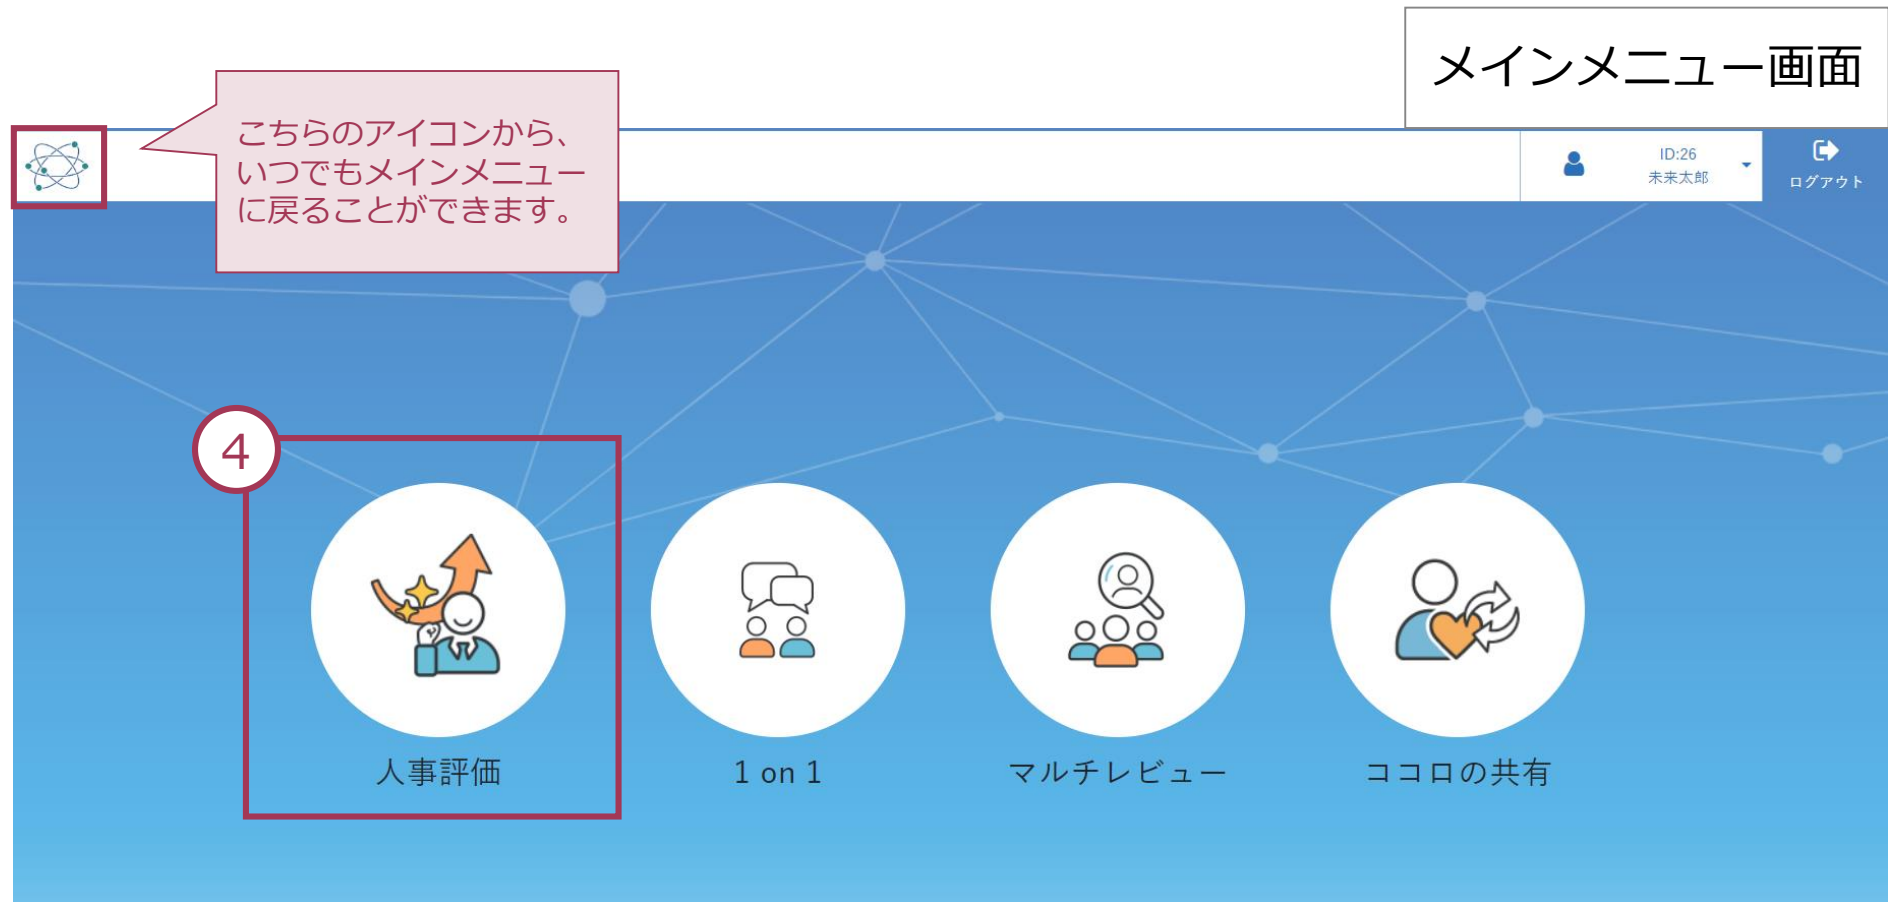 メインメニュー画面
こちらのアイコンから、
いつでもメインメニュー
に戻ることができます。
ID:26
未来太郎
ログアウト
4
人事評価
1 on 1
マルチレビュー
ココロの共有